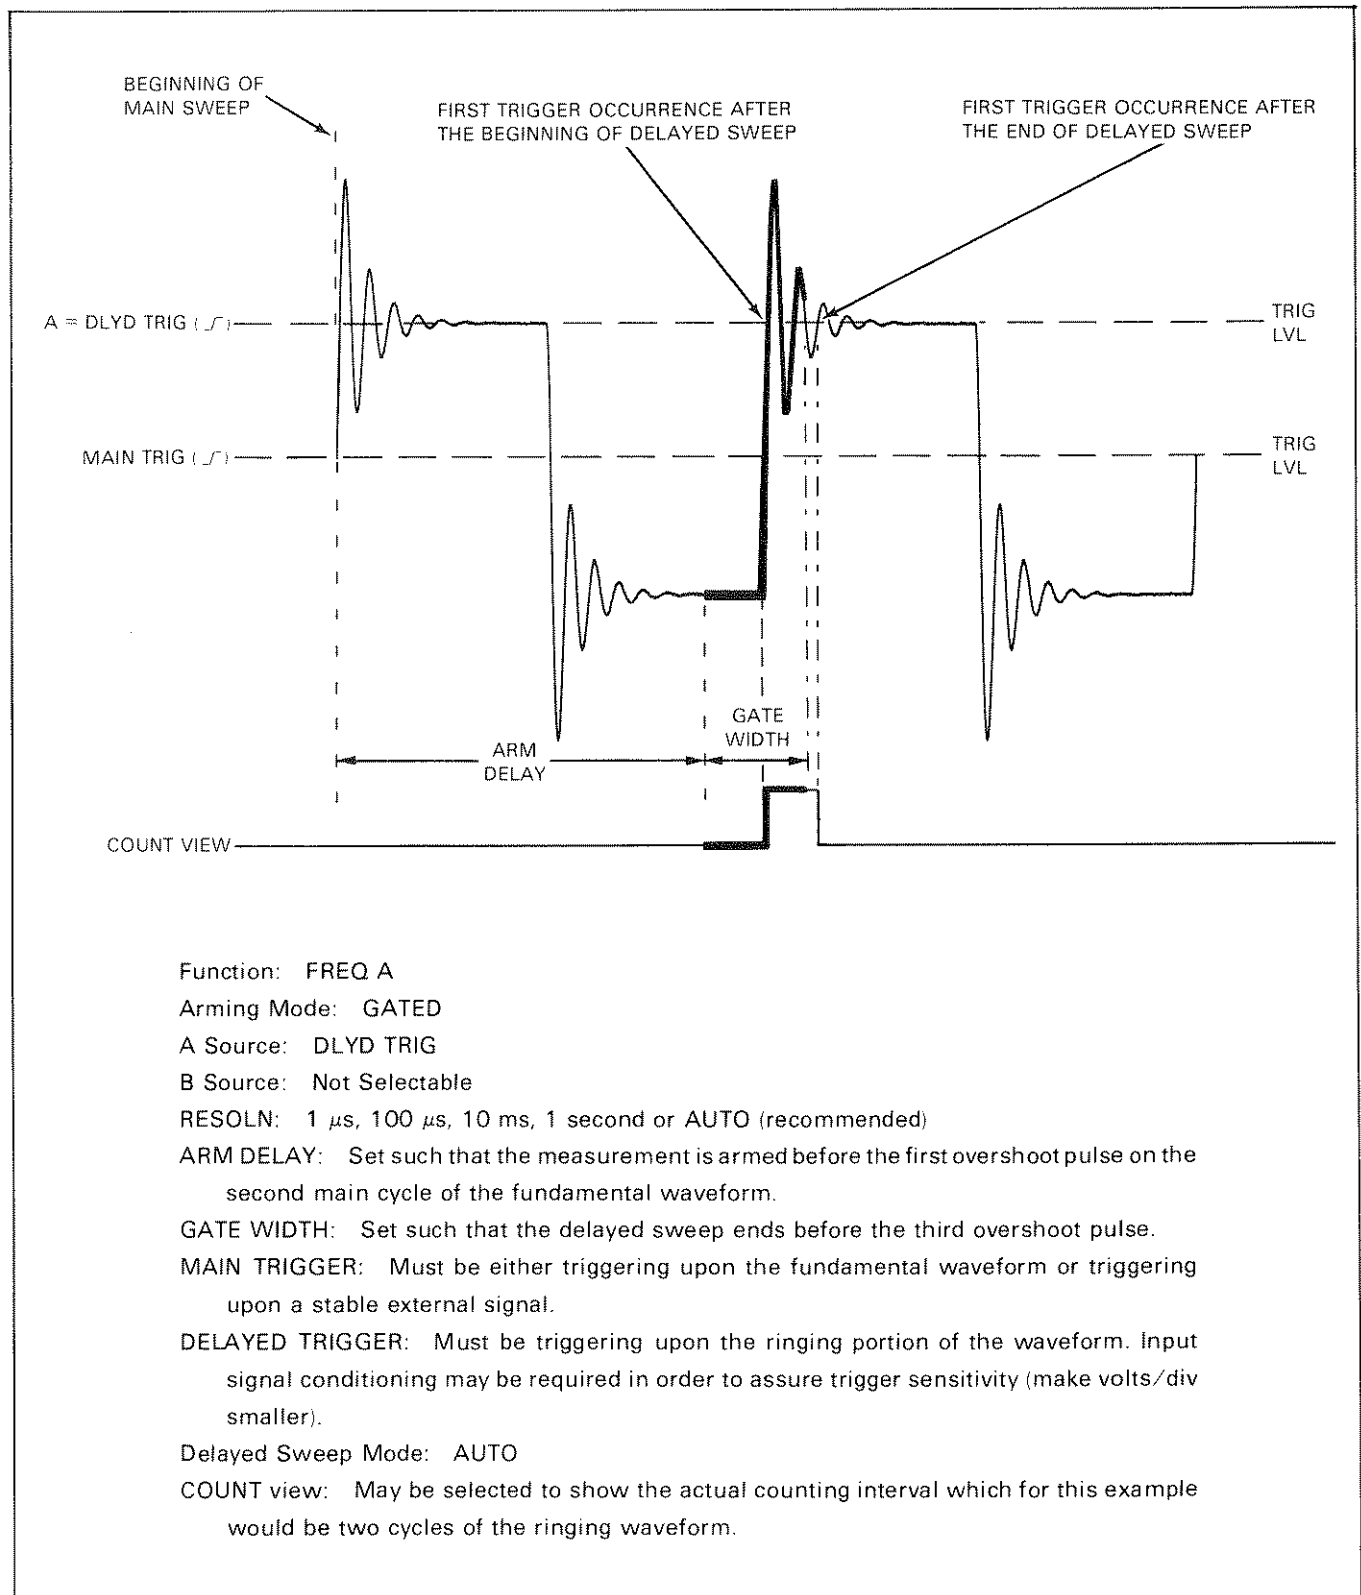 BEGINNING OF
MAIN SWEEP
FIRST TRIGGER OCCURRENCE AFTER
THE BEGINNING OF DELAYED SWEEP
FIRST TRIGGER OCCURRENCE AFTER
THE END OF DELAYED SWEEP
A = DLYD TRIG (⎯/⎯)
TRIG
LVL
MAIN TRIG (⎯/⎯)
TRIG
LVL
GATE
WIDTH
ARM
DELAY
COUNT VIEW
Function: FREQ A
Arming Mode: GATED
A Source: DLYD TRIG
B Source: Not Selectable
RESOLN: 1 μs, 100 μs, 10 ms, 1 second or AUTO (recommended)
ARM DELAY: Set such that the measurement is armed before the first overshoot pulse on the
second main cycle of the fundamental waveform.
GATE WIDTH: Set such that the delayed sweep ends before the third overshoot pulse.
MAIN TRIGGER: Must be either triggering upon the fundamental waveform or triggering
upon a stable external signal.
DELAYED TRIGGER: Must be triggering upon the ringing portion of the waveform. Input
signal conditioning may be required in order to assure trigger sensitivity (make volts/div
smaller).
Delayed Sweep Mode: AUTO
COUNT view: May be selected to show the actual counting interval which for this example
would be two cycles of the ringing waveform.